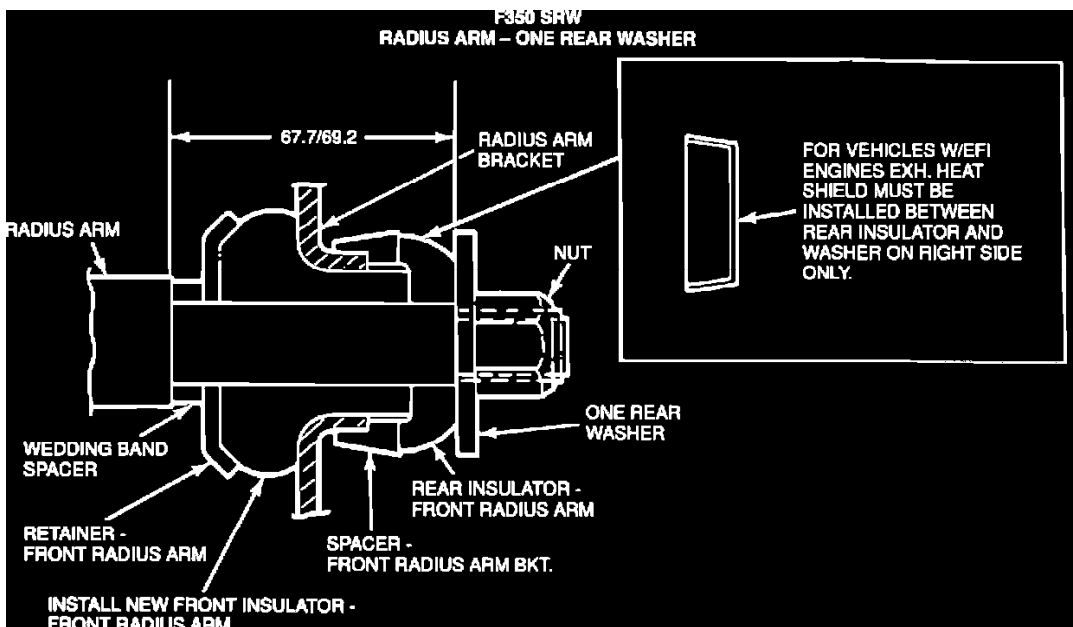 F350 SRW
RADIUS ARM – ONE REAR WASHER
67.7/69.2
RADIUS ARM
BRACKET
FOR VEHICLES W/EFI
ENGINES EXH. HEAT
SHIELD MUST BE
INSTALLED BETWEEN
REAR INSULATOR AND
WASHER ON RIGHT SIDE
ONLY.
RADIUS ARM
NUT
ONE REAR
WASHER
WEDDING BAND
SPACER
REAR INSULATOR -
FRONT RADIUS ARM
RETAINER -
FRONT RADIUS ARM
SPACER -
FRONT RADIUS ARM BKT.
INSTALL NEW FRONT INSULATOR -
FRONT RADIUS ARM